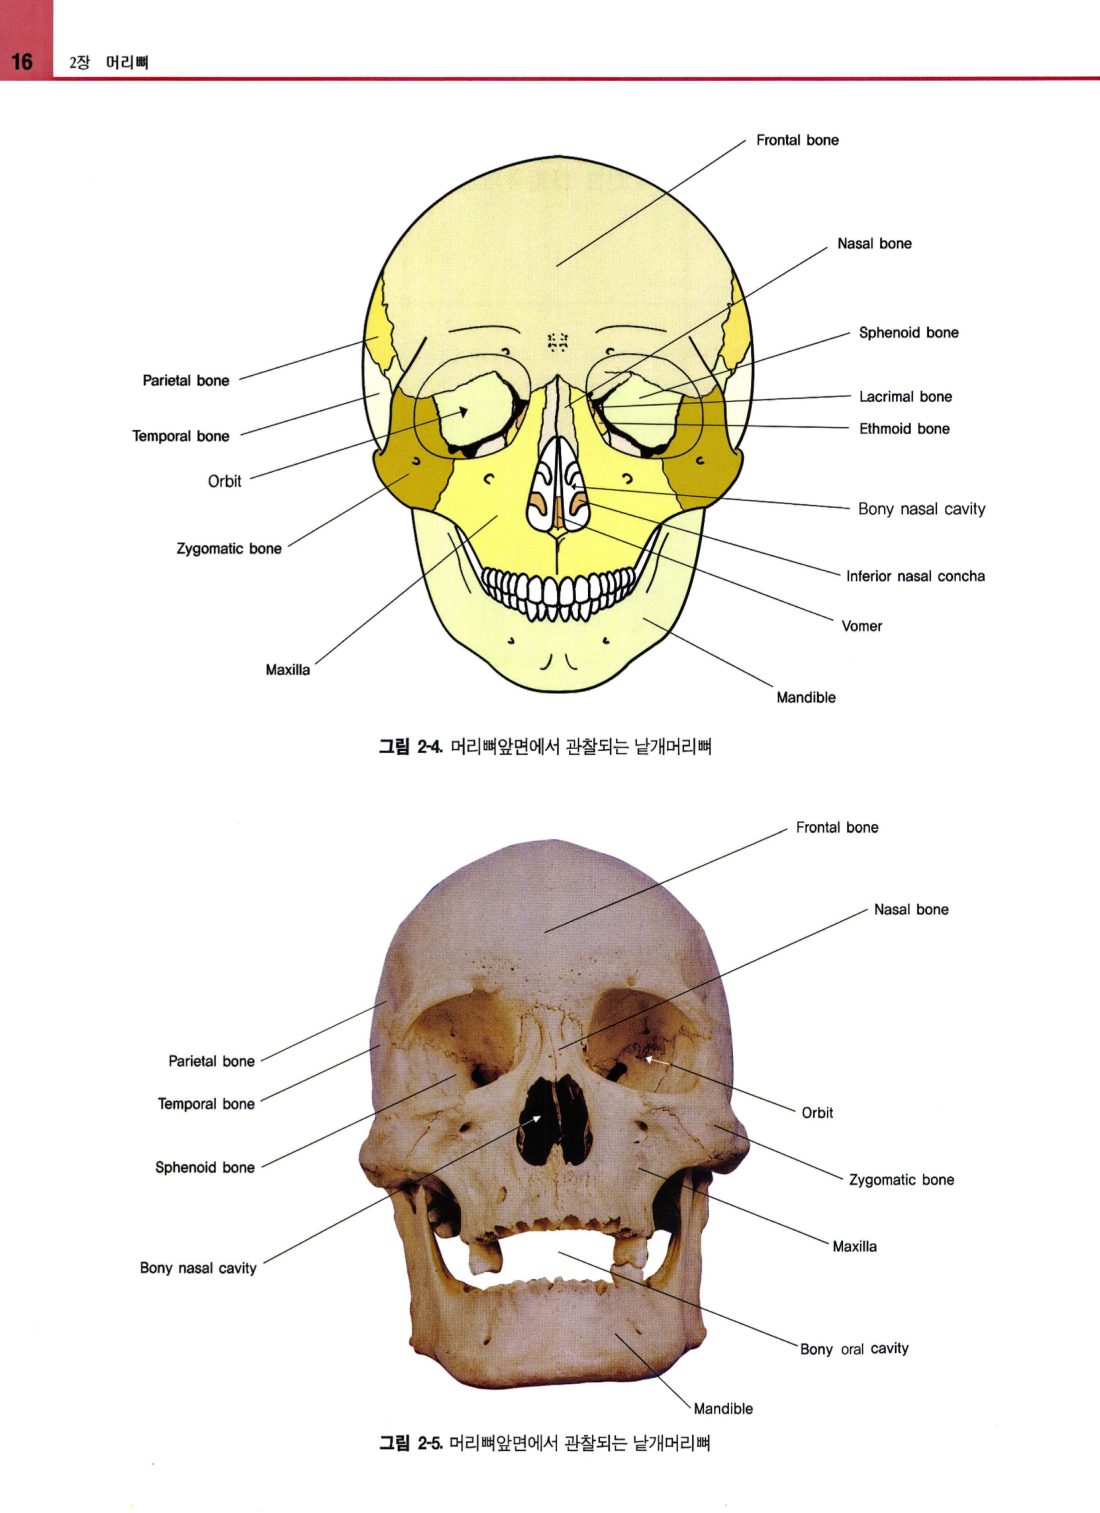 16 2장 머리뼈
Frontal bone
Nasal bone
Sphenoid bone
Parietal bone
Lacrimal bone
Temporal bone
Ethmoid bone
Orbit
Bony nasal cavity
Zygomatic bone
Inferior nasal concha
Vomer
Maxilla
Mandible
그림 2-4. 머리뼈앞면에서 관찰되는 낱개머리뼈
Frontal bone
Nasal bone
Parietal bone
Temporal bone
Orbit
Sphenoid bone
Zygomatic bone
Maxilla
Bony nasal cavity
Bony oral cavity
Mandible
그림 2-5. 머리뼈앞면에서 관찰되는 낱개머리뼈